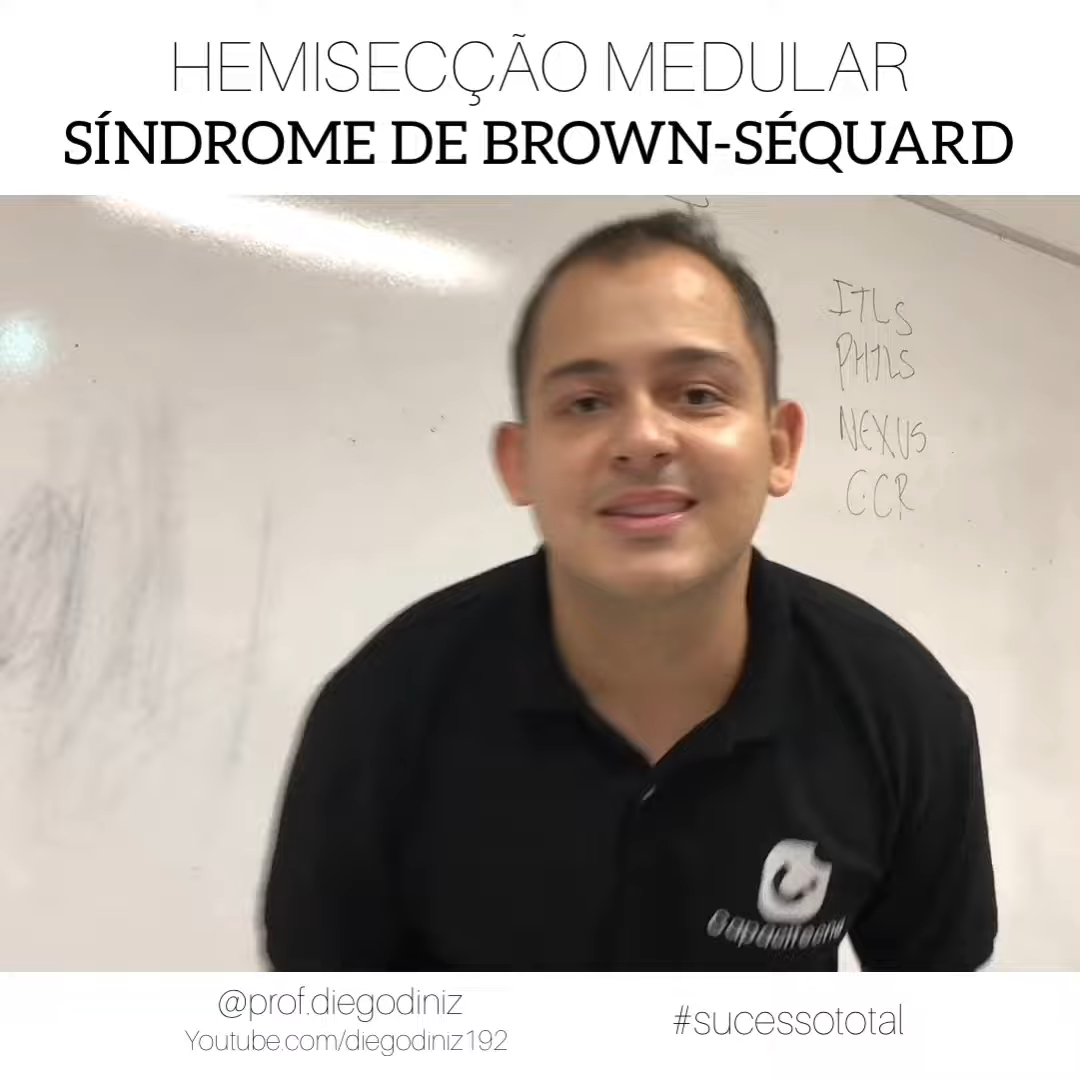 HEMISECÇÃO MEDULAR
SÍNDROME DE BROWN-SÉQUARD
ITLS
PHTLS
NEXUS
CCR
@prof.diegodiniz
Youtube.com/diegodiniz192
#sucessototal